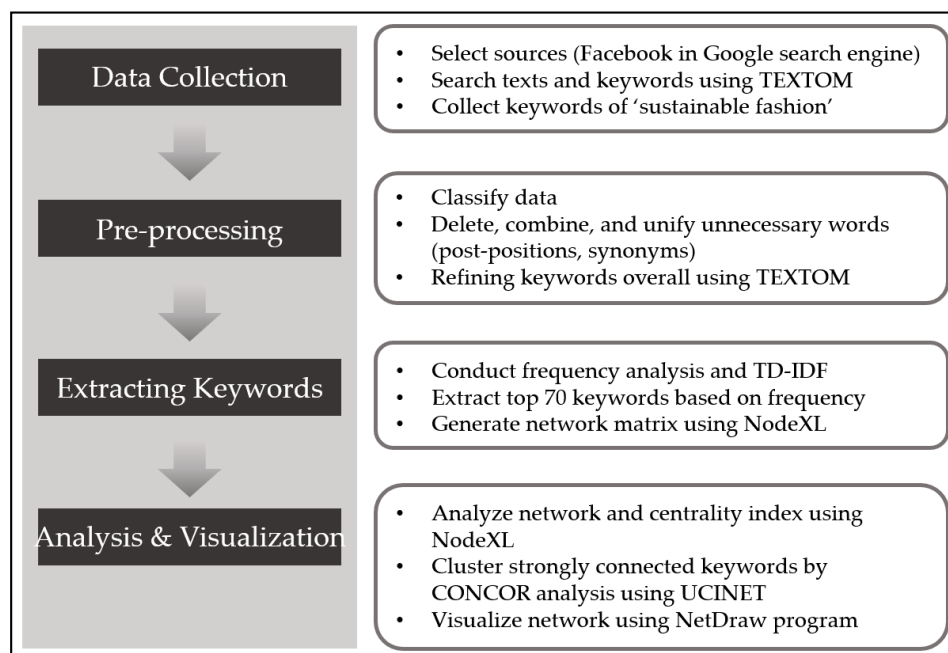 Data Collection
• Select sources (Facebook in Google search engine)
• Search texts and keywords using TEXTOM
• Collect keywords of ‘sustainable fashion’
Pre-processing
• Classify data
• Delete, combine, and unify unnecessary words
(post-positions, synonyms)
• Refining keywords overall using TEXTOM
Extracting Keywords
• Conduct frequency analysis and TD-IDF
• Extract top 70 keywords based on frequency
• Generate network matrix using NodeXL
Analysis & Visualization
• Analyze network and centrality index using
NodeXL
• Cluster strongly connected keywords by
CONCOR analysis using UCINET
• Visualize network using NetDraw program